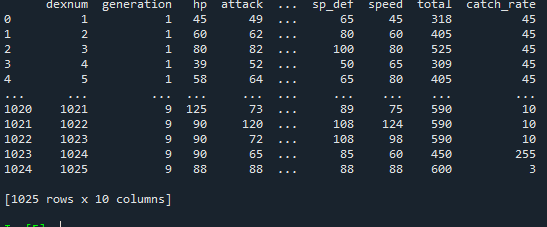 dexnum generation hp attack ... sp_def speed total catch_rate
0 1 1 45 49 ... 65 45 318 45
1 2 1 60 62 ... 80 60 405 45
2 3 1 80 82 ... 100 80 525 45
3 4 1 39 52 ... 50 65 309 45
4 5 1 58 64 ... 65 80 405 45
... ... ... ... ... ... ... ... ... ...
1020 1021 9 125 73 ... 89 75 590 10
1021 1022 9 90 120 ... 108 124 590 10
1022 1023 9 90 72 ... 108 98 590 10
1023 1024 9 90 65 ... 85 60 450 255
1024 1025 9 88 88 ... 88 88 600 3
[1025 rows x 10 columns]